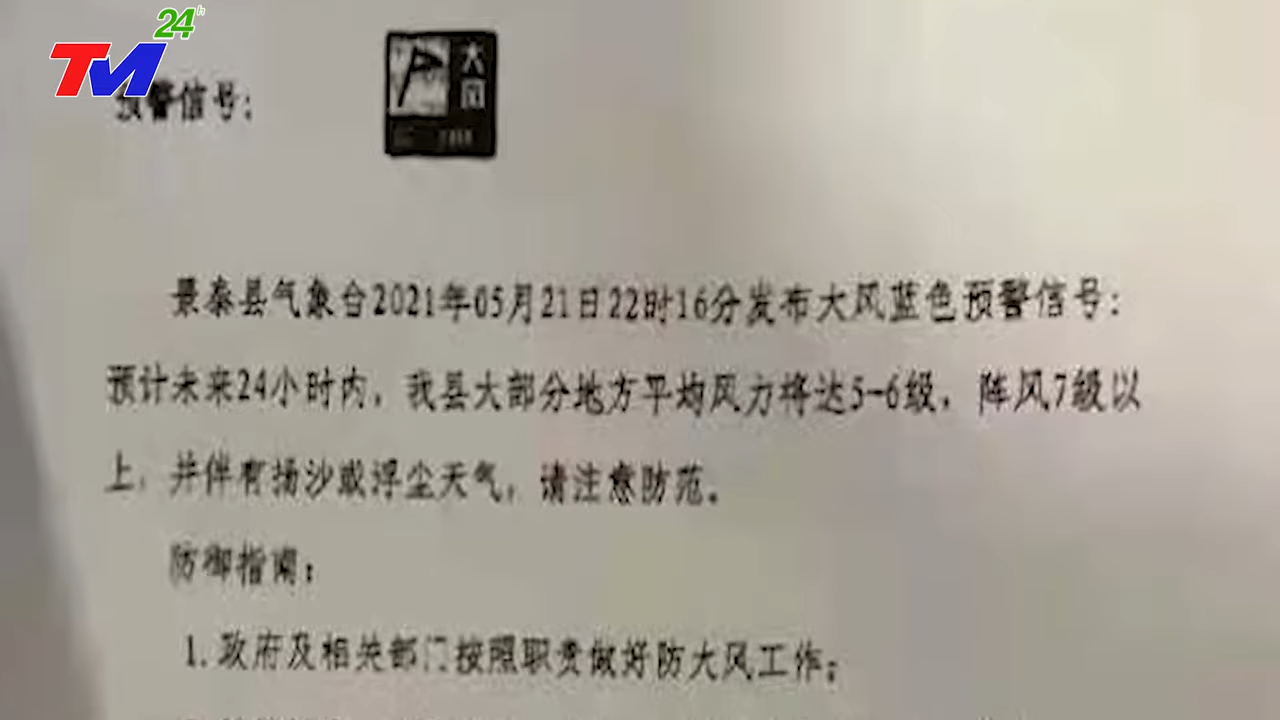 TM 24h
预警信号:
大风
景泰县气象台2021年05月21日22时16分发布大风蓝色预警信号:
预计未来24小时内,我县大部分地方平均风力将达5-6级,阵风7级以
上,并伴有扬沙或浮尘天气,请注意防范。
防御指南:
1.政府及相关部门按照职责做好防大风工作;